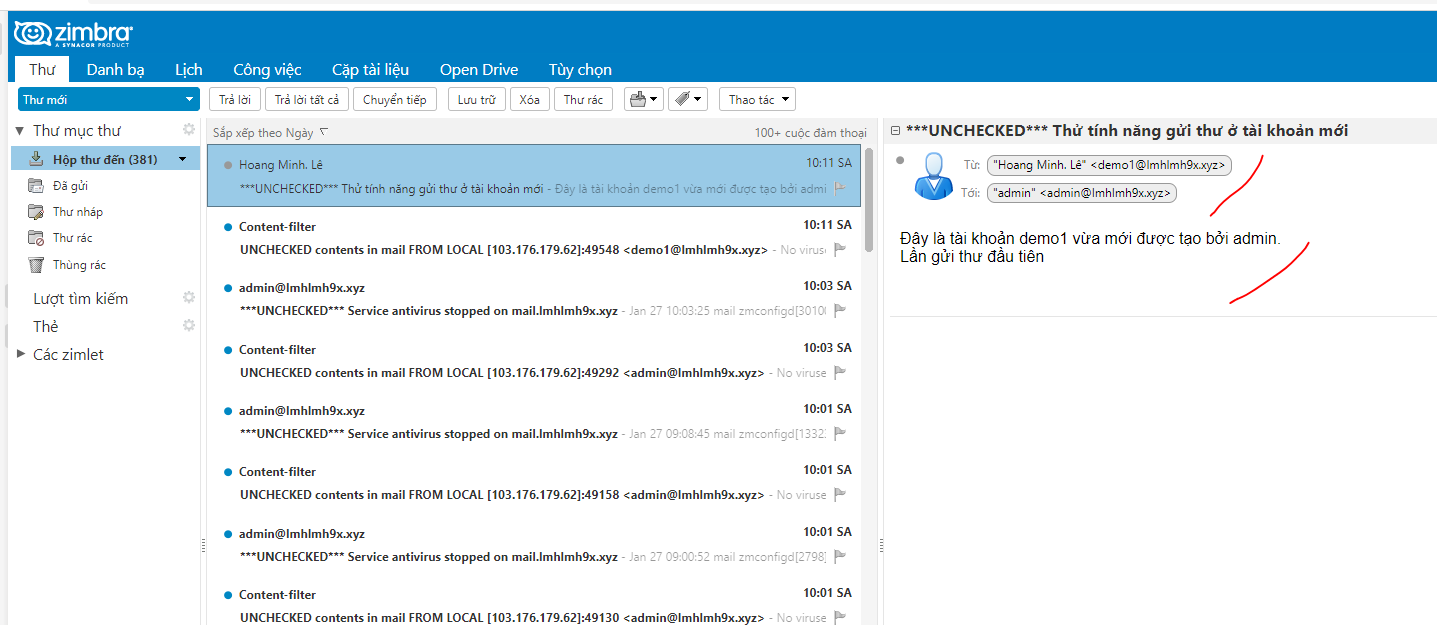 zimbra
A SYNACOR PRODUCT
Thư Danh bạ Lịch Công việc Cặp tài liệu Open Drive Tùy chọn
Thư mới
Trả lời Trả lời tất cả Chuyển tiếp Lưu trữ Xóa Thư rác Thao tác
Thư mục thư
Hộp thư đến (381)
Đã gửi
Thư nháp
Thư rác
Thùng rác
Lượt tìm kiếm
Thẻ
Các zimlet
Sắp xếp theo Ngày 100+ cuộc đàm thoại
Hoang Minh. Lê 10:11 SA
***UNCHECKED*** Thử tính năng gửi thư ở tài khoản mới - Đây là tài khoản demo1 vừa mới được tạo bởi admi
Content-filter 10:11 SA
UNCHECKED contents in mail FROM LOCAL [103.176.179.62]:49548 <demo1@lmhlmh9x.xyz> - No viruse
admin@lmhlmh9x.xyz 10:03 SA
***UNCHECKED*** Service antivirus stopped on mail.lmhlmh9x.xyz - Jan 27 10:03:25 mail zmconfigd[30100
Content-filter 10:03 SA
UNCHECKED contents in mail FROM LOCAL [103.176.179.62]:49292 <admin@lmhlmh9x.xyz> - No viruse
admin@lmhlmh9x.xyz 10:01 SA
***UNCHECKED*** Service antivirus stopped on mail.lmhlmh9x.xyz - Jan 27 09:08:45 mail zmconfigd[1332]
Content-filter 10:01 SA
UNCHECKED contents in mail FROM LOCAL [103.176.179.62]:49158 <admin@lmhlmh9x.xyz> - No viruse
admin@lmhlmh9x.xyz 10:01 SA
***UNCHECKED*** Service antivirus stopped on mail.lmhlmh9x.xyz - Jan 27 09:00:52 mail zmconfigd[2798]
Content-filter 10:01 SA
UNCHECKED contents in mail FROM LOCAL [103.176.179.62]:49130 <admin@lmhlmh9x.xyz> - No viruse
***UNCHECKED*** Thử tính năng gửi thư ở tài khoản mới
Từ: "Hoang Minh. Lê" <demo1@lmhlmh9x.xyz>
Tới: "admin" <admin@lmhlmh9x.xyz>
Đây là tài khoản demo1 vừa mới được tạo bởi admin.
Lần gửi thư đầu tiên